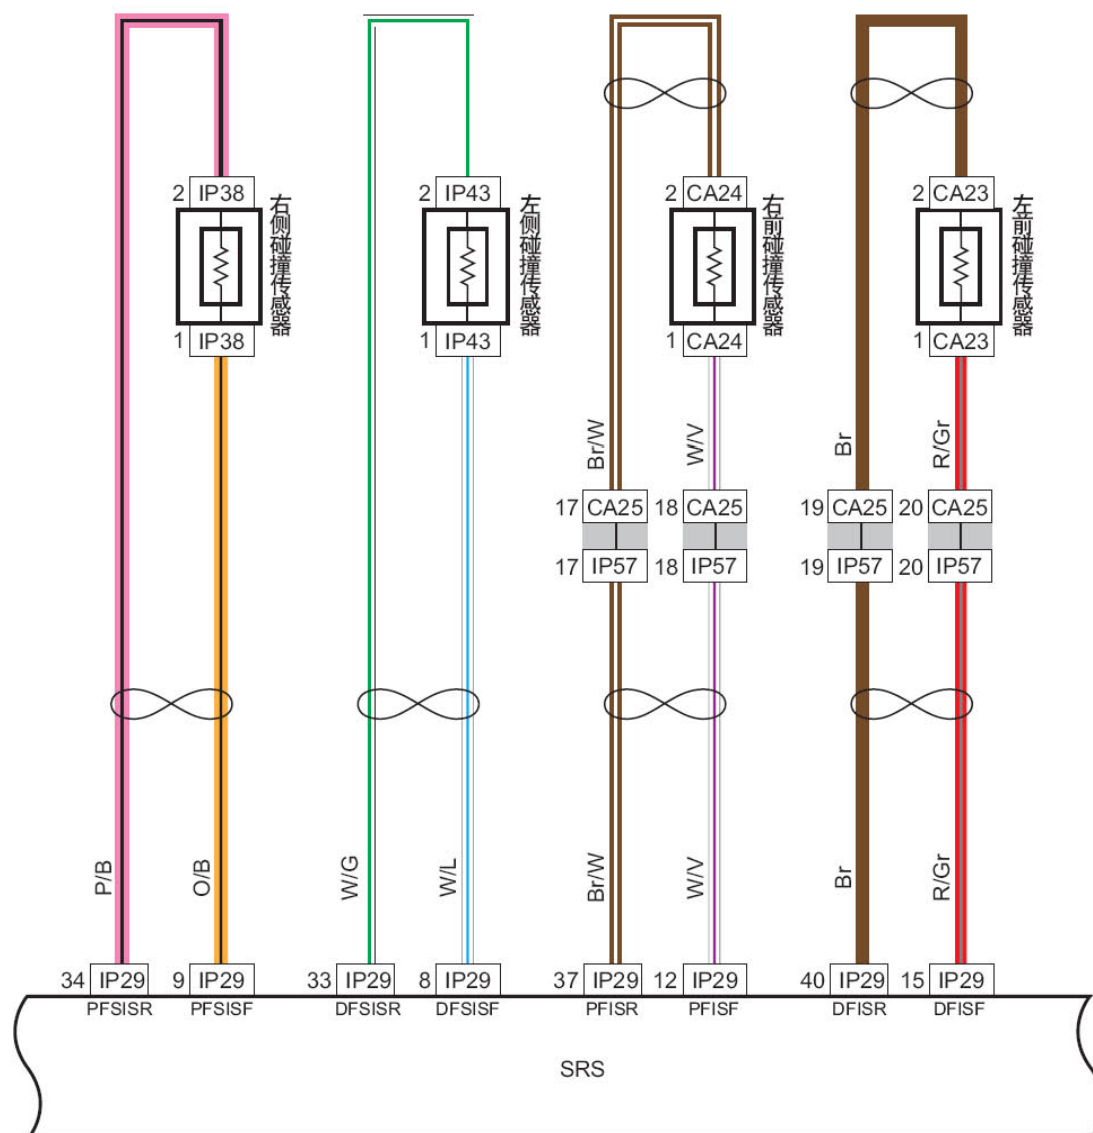 2 IP38
2 IP43
2 CA24
2 CA23
右侧碰撞传感器
左侧碰撞传感器
右前碰撞传感器
左前碰撞传感器
1 IP38
1 IP43
1 CA24
1 CA23
Br/W
W/V
Br
R/Gr
17 CA25
18 CA25
19 CA25
20 CA25
17 IP57
18 IP57
19 IP57
20 IP57
P/B
O/B
W/G
W/L
Br/W
W/V
Br
R/Gr
34 IP29
9 IP29
33 IP29
8 IP29
37 IP29
12 IP29
40 IP29
15 IP29
PFSISR
PFSISF
DFSISR
DFSISF
PFISR
PFISF
DFISR
DFISF
SRS